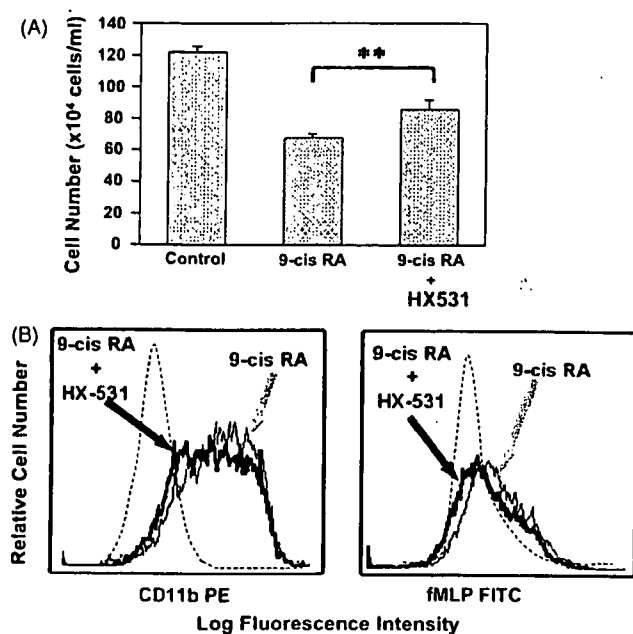 (A)
Cell Number (x10⁴ cells/ml)
140
120
100
80
60
40
20
0
**
Control
9-cis RA
9-cis RA
+
HX531
(B)
Relative Cell Number
9-cis RA
+
HX-531
9-cis RA
CD11b PE
9-cis RA
+
HX-531
9-cis RA
fMLP FITC
Log Fluorescence Intensity